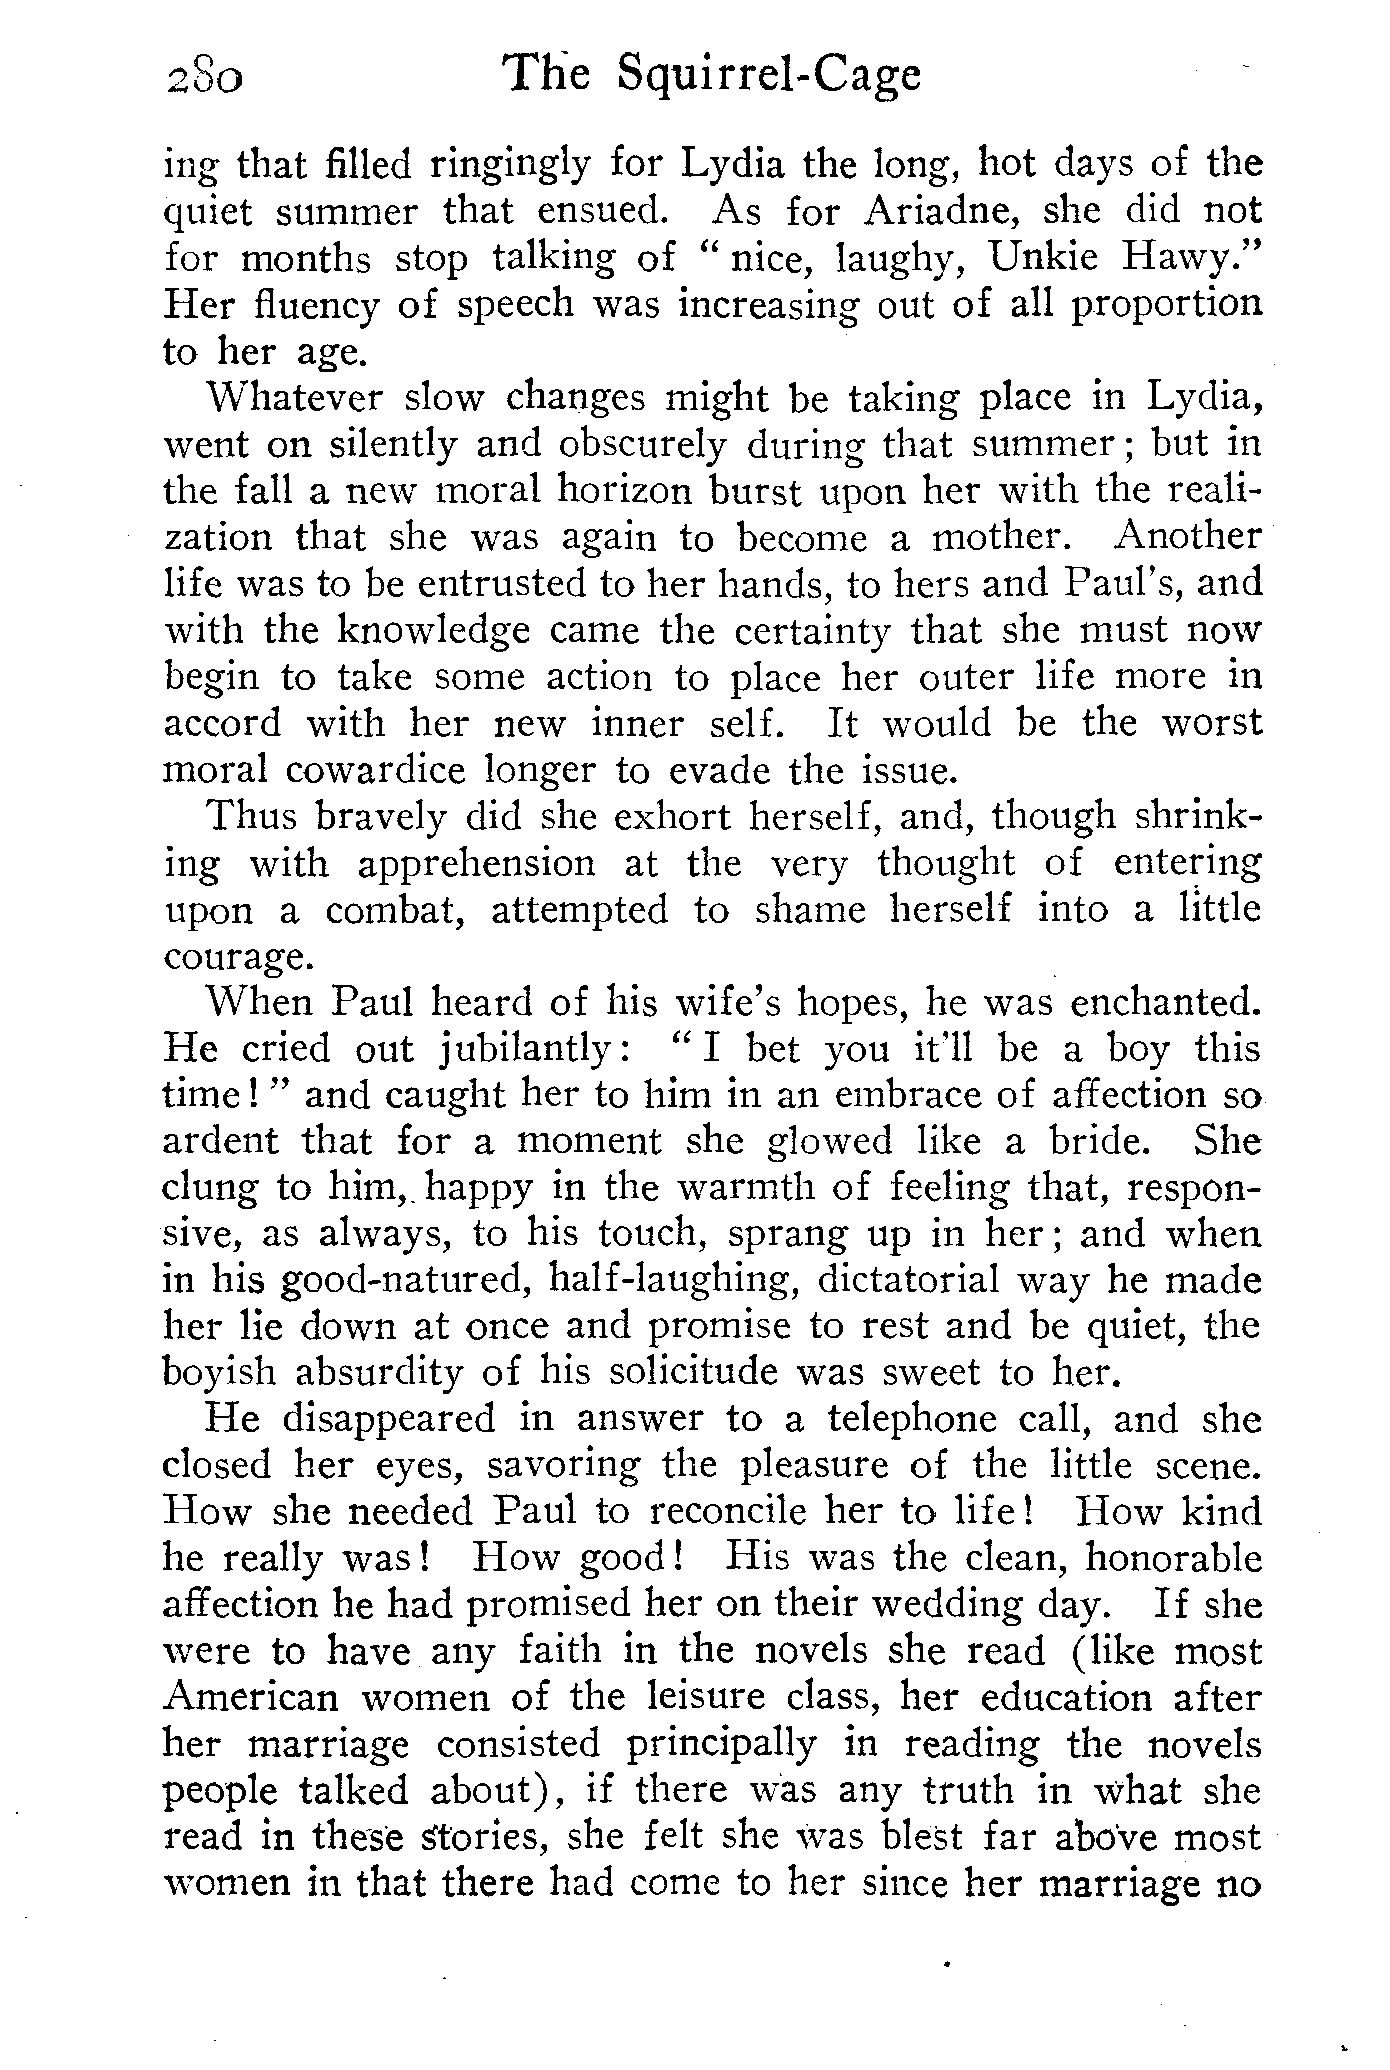 280 The Squirrel-Cage
ing that filled ringingly for Lydia the long, hot days of the
quiet summer that ensued. As for Ariadne, she did not
for months stop talking of " nice, laughy, Unkie Hawy."
Her fluency of speech was increasing out of all proportion
to her age.
Whatever slow changes might be taking place in Lydia,
went on silently and obscurely during that summer; but in
the fall a new moral horizon burst upon her with the reali-
zation that she was again to become a mother. Another
life was to be entrusted to her hands, to hers and Paul's, and
with the knowledge came the certainty that she must now
begin to take some action to place her outer life more in
accord with her new inner self. It would be the worst
moral cowardice longer to evade the issue.
Thus bravely did she exhort herself, and, though shrink-
ing with apprehension at the very thought of entering
upon a combat, attempted to shame herself into a little
courage.
When Paul heard of his wife's hopes, he was enchanted.
He cried out jubilantly: " I bet you it'll be a boy this
time! " and caught her to him in an embrace of affection so
ardent that for a moment she glowed like a bride. She
clung to him, happy in the warmth of feeling that, respon-
sive, as always, to his touch, sprang up in her; and when
in his good-natured, half-laughing, dictatorial way he made
her lie down at once and promise to rest and be quiet, the
boyish absurdity of his solicitude was sweet to her.
He disappeared in answer to a telephone call, and she
closed her eyes, savoring the pleasure of the little scene.
How she needed Paul to reconcile her to life! How kind
he really was! How good! His was the clean, honorable
affection he had promised her on their wedding day. If she
were to have any faith in the novels she read (like most
American women of the leisure class, her education after
her marriage consisted principally in reading the novels
people talked about), if there was any truth in what she
read in these stories, she felt she was blest far above most
women in that there had come to her since her marriage no